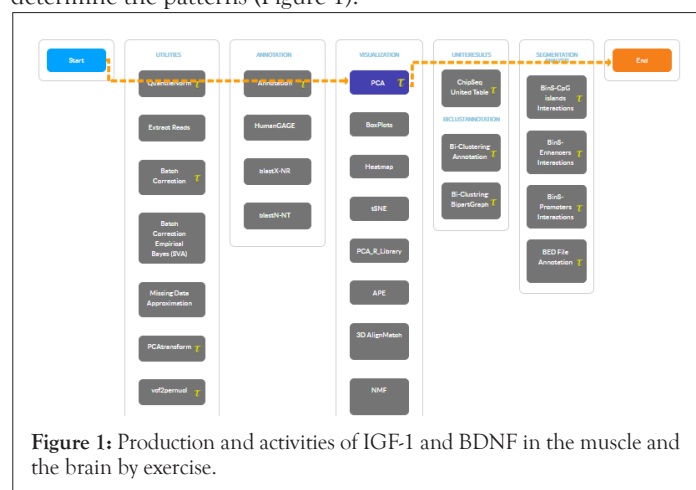 determine the patterns (Figure 1).
Start
UTILITIES
QuantileNorm τ
Extract Reads
Batch
Correction τ
Batch
Correction
Empirical
Bayes (SVA)
Missing Data
Approximation
PCAtransform τ
vcf2pernucl τ
ANNOTATION
Annotation τ
HumanGAGE
blastX-NR
blastN-NT
VISUALIZATION
PCA τ
BoxPlots
Heatmap
tSNE
PCA_R_Library
APE
3D AlignMatch
NMF
UNITERESULTS
ChipSeq
United Table τ
BICLUSTANNOTATION
Bi-Clustering
Annotation τ
Bi-Clustring
BipartGraph τ
SEGMENTATION
BinS-CpG
islands
Interactions τ
BinS-
Enhancers
Interactions τ
BinS-
Promoters
Interactions τ
BED File
Annotation τ
End
Figure 1: Production and activities of IGF-1 and BDNF in the muscle and
the brain by exercise.